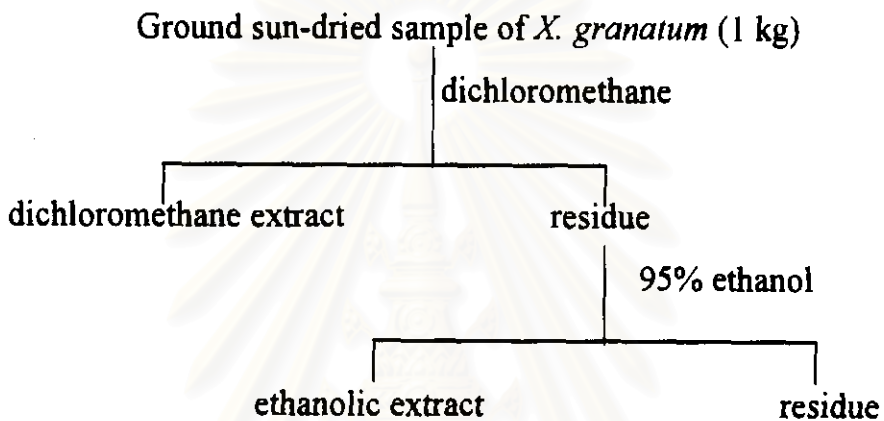 Ground sun-dried sample of X. granatum (1 kg)
dichloromethane
dichloromethane extract residue
95% ethanol
ethanolic extract residue